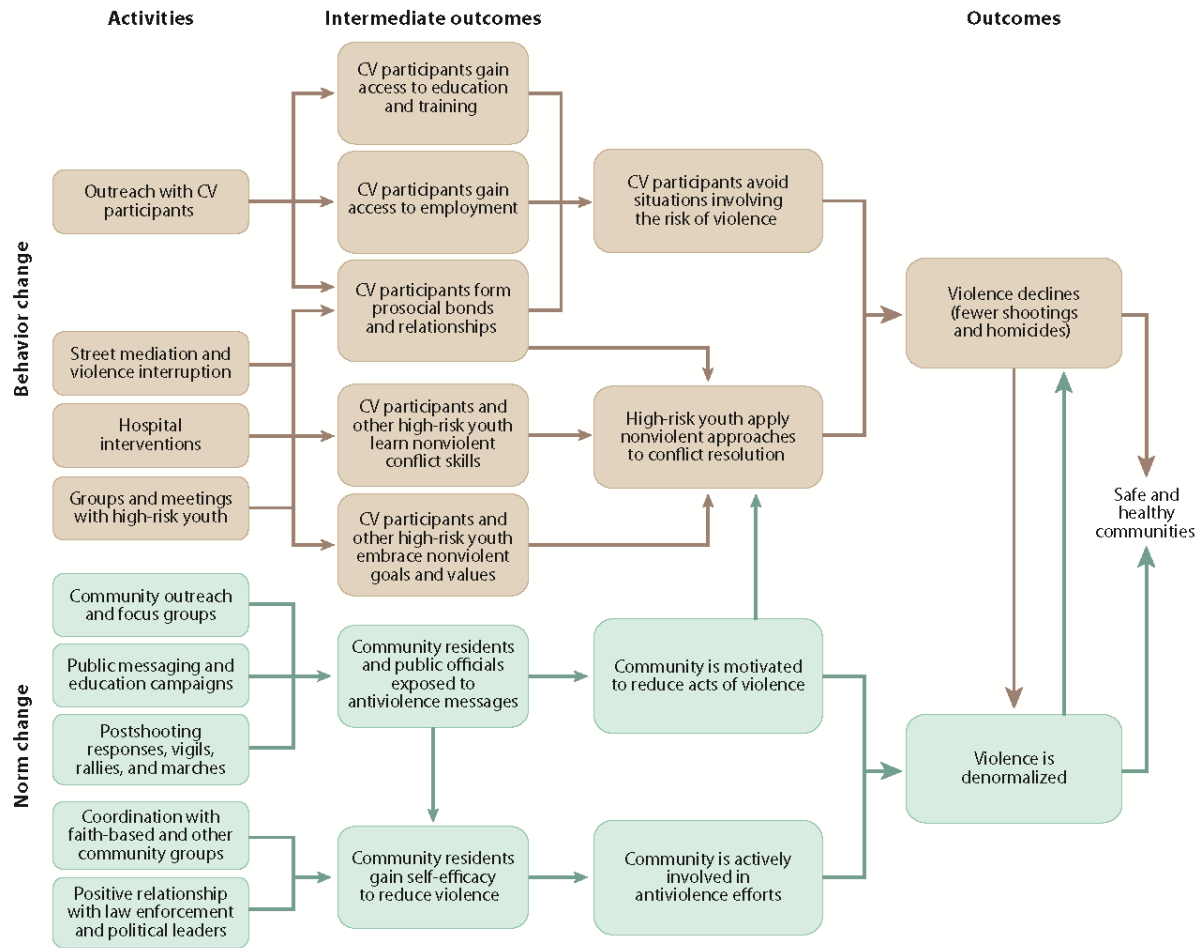 Activities
Intermediate outcomes
Outcomes
Behavior change
Outreach with CV
participants
Street mediation and
violence interruption
Hospital
interventions
Groups and meetings
with high-risk youth
CV participants gain
access to education
and training
CV participants gain
access to employment
CV participants form
prosocial bonds
and relationships
CV participants and
other high-risk youth
learn nonviolent
conflict skills
CV participants and
other high-risk youth
embrace nonviolent
goals and values
CV participants avoid
situations involving
the risk of violence
High-risk youth apply
nonviolent approaches
to conflict resolution
Violence declines
(fewer shootings
and homicides)
Safe and
healthy
communities
Norm change
Community outreach
and focus groups
Public messaging and
education campaigns
Postshooting
responses, vigils,
rallies, and marches
Coordination with
faith-based and other
community groups
Positive relationship
with law enforcement
and political leaders
Community residents
and public officials
exposed to
antiviolence messages
Community residents
gain self-efficacy
to reduce violence
Community is motivated
to reduce acts of violence
Community is actively
involved in
antiviolence efforts
Violence is
denormalized